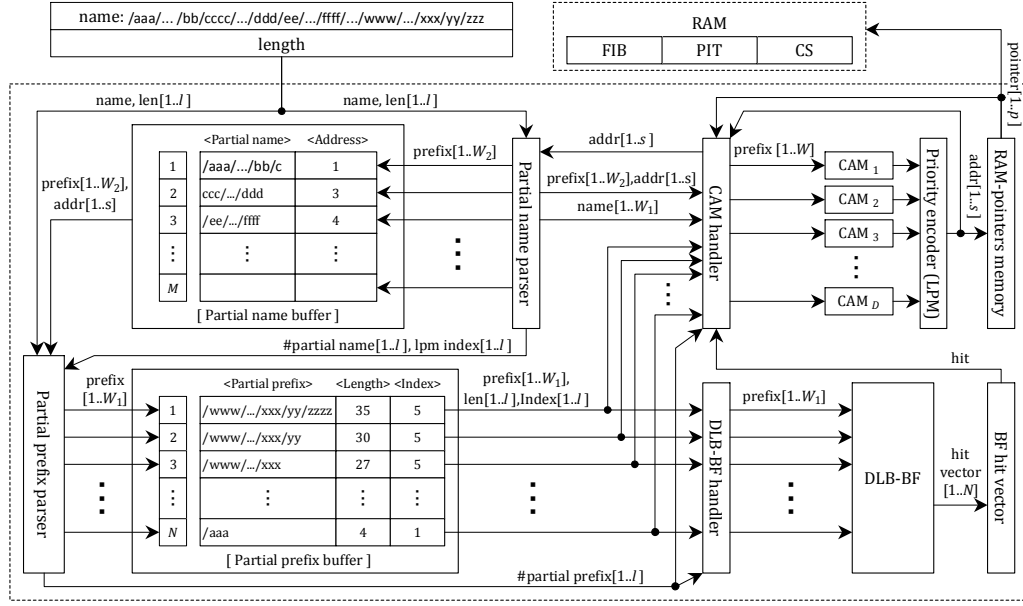 name: /aaa/... /bb/cccc/.../ddd/ee/.../ffff/.../www/.../xxx/yy/zzz
length
RAM
FIB PIT CS
pointer[1..p]
name, len[1..l]
name, len[1..l]
<Partial name> <Address>
1 /aaa/.../bb/c 1
2 ccc/.../ddd 3
3 /ee/.../ffff 4
⋮ ⋮ ⋮
M
[ Partial name buffer ]
prefix[1..W2],
addr[1..s]
prefix[1..W2]
Partial name parser
addr[1..s]
prefix[1..W2],addr[1..s]
name[1..W1]
CAM handler
prefix [1..W]
CAM 1
CAM 2
CAM 3
CAM D
Priority encoder (LPM)
addr[1..s]
RAM-pointers memory
#partial name[1..l], lpm index[1..l]
hit
Partial prefix parser
prefix
[1..W1]
<Partial prefix> <Length> <Index>
1 /www/.../xxx/yy/zzzz 35 5
2 /www/.../xxx/yy 30 5
3 /www/.../xxx 27 5
⋮ ⋮ ⋮ ⋮
N /aaa 4 1
[ Partial prefix buffer ]
prefix[1..W1],
len[1..l],Index[1..l]
DLB-BF handler
prefix[1..W1]
DLB-BF
hit
vector
[1..N]
BF hit vector
#partial prefix[1..l]